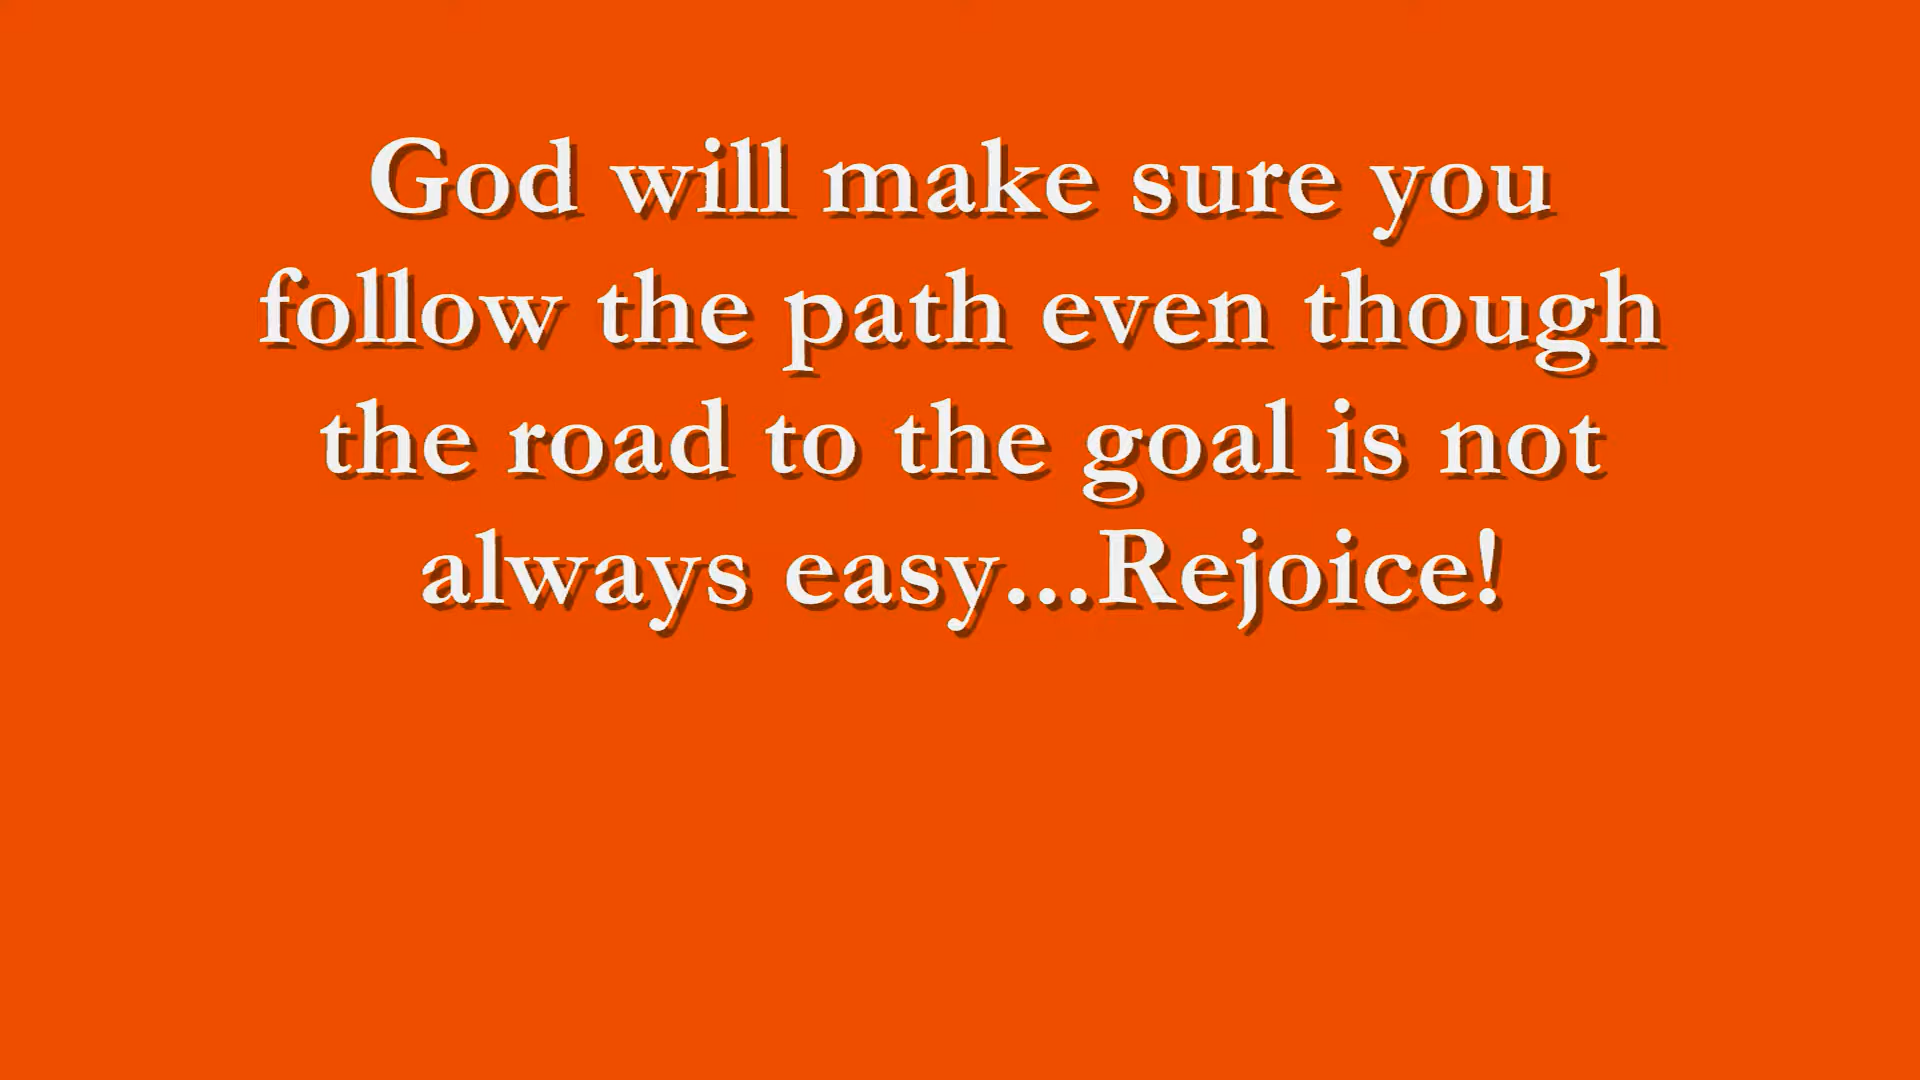 God will make sure you
follow the path even though
the road to the goal is not
always easy...Rejoice!